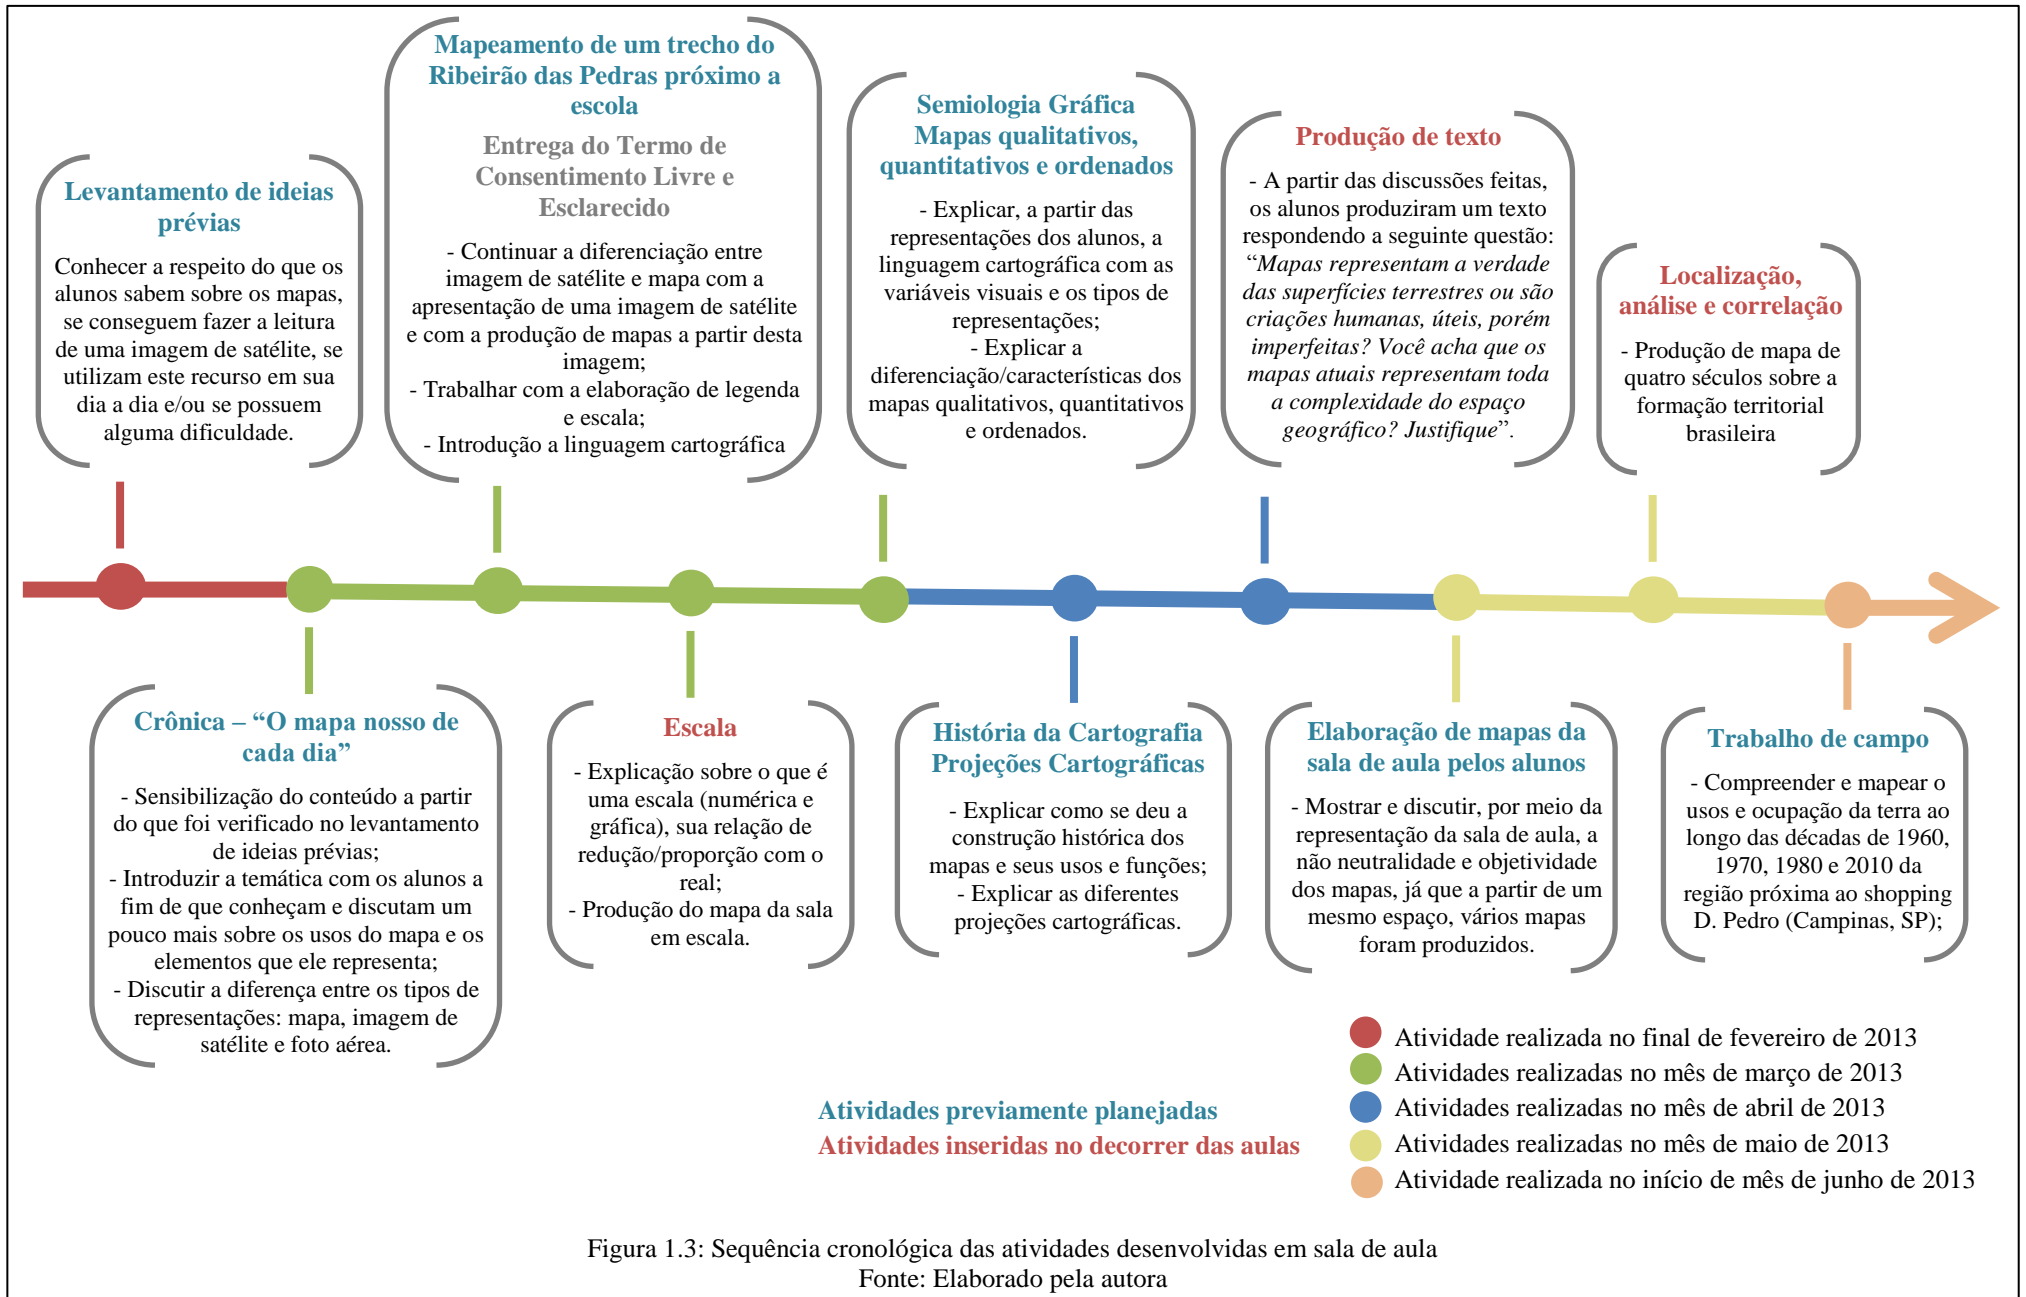 Levantamento de ideias
prévias
Conhecer a respeito do que os
alunos sabem sobre os mapas,
se conseguem fazer a leitura
de uma imagem de satélite, se
utilizam este recurso em sua
dia a dia e/ou se possuem
alguma dificuldade.
Mapeamento de um trecho do
Ribeirão das Pedras próximo a
escola
Entrega do Termo de
Consentimento Livre e
Esclarecido
- Continuar a diferenciação entre
imagem de satélite e mapa com a
apresentação de uma imagem de satélite
e com a produção de mapas a partir desta
imagem;
- Trabalhar com a elaboração de legenda
e escala;
- Introdução a linguagem cartográfica
Semiologia Gráfica
Mapas qualitativos,
quantitativos e ordenados
- Explicar, a partir das
representações dos alunos, a
linguagem cartográfica com as
variáveis visuais e os tipos de
representações;
- Explicar a
diferenciação/características dos
mapas qualitativos, quantitativos
e ordenados.
Produção de texto
- A partir das discussões feitas,
os alunos produziram um texto
respondendo a seguinte questão:
“Mapas representam a verdade
das superfícies terrestres ou são
criações humanas, úteis, porém
imperfeitas? Você acha que os
mapas atuais representam toda
a complexidade do espaço
geográfico? Justifique”.
Localização,
análise e correlação
- Produção de mapa de
quatro séculos sobre a
formação territorial
brasileira
Crônica – “O mapa nosso de
cada dia”
- Sensibilização do conteúdo a partir
do que foi verificado no levantamento
de ideias prévias;
- Introduzir a temática com os alunos a
fim de que conheçam e discutam um
pouco mais sobre os usos do mapa e os
elementos que ele representa;
- Discutir a diferença entre os tipos de
representações: mapa, imagem de
satélite e foto aérea.
Escala
- Explicação sobre o que é
uma escala (numérica e
gráfica), sua relação de
redução/proporção com o
real;
- Produção do mapa da sala
em escala.
História da Cartografia
Projeções Cartográficas
- Explicar como se deu a
construção histórica dos
mapas e seus usos e funções;
- Explicar as diferentes
projeções cartográficas.
Elaboração de mapas da
sala de aula pelos alunos
- Mostrar e discutir, por meio da
representação da sala de aula, a
não neutralidade e objetividade
dos mapas, já que a partir de um
mesmo espaço, vários mapas
foram produzidos.
Trabalho de campo
- Compreender e mapear o
usos e ocupação da terra ao
longo das décadas de 1960,
1970, 1980 e 2010 da
região próxima ao shopping
D. Pedro (Campinas, SP);
Atividades previamente planejadas
Atividades inseridas no decorrer das aulas
Atividade realizada no final de fevereiro de 2013
Atividades realizadas no mês de março de 2013
Atividades realizadas no mês de abril de 2013
Atividades realizadas no mês de maio de 2013
Atividade realizada no início de mês de junho de 2013
Figura 1.3: Sequência cronológica das atividades desenvolvidas em sala de aula
Fonte: Elaborado pela autora